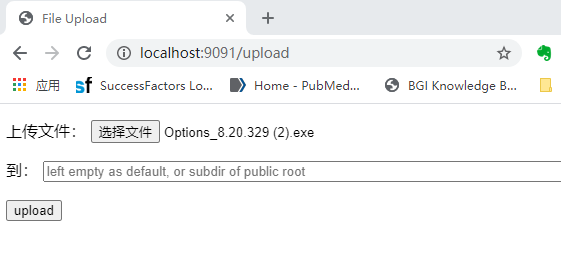 File Upload
localhost:9091/upload
应用 SuccessFactors Lo... Home - PubMed... BGI Knowledge B...
上传文件： 选择文件 Options_8.20.329 (2).exe
到： left empty as default, or subdir of public root
upload